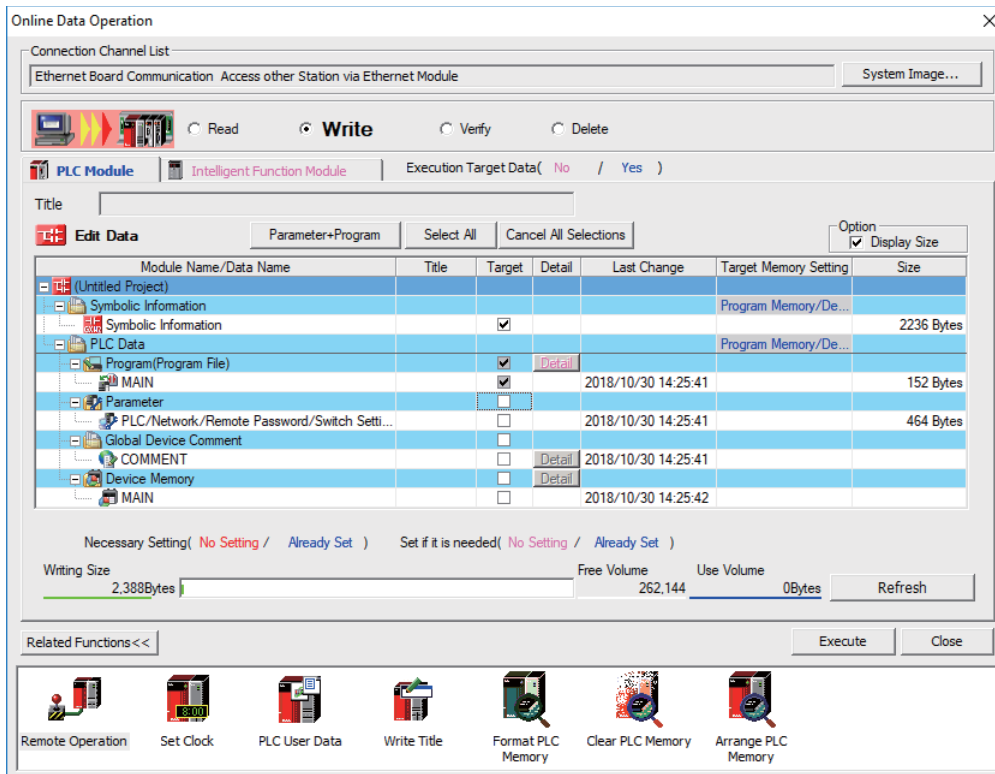 Online Data Operation
Connection Channel List
Ethernet Board Communication Access other Station via Ethernet Module
System Image...
Read Write Verify Delete
PLC Module Intelligent Function Module Execution Target Data( No / Yes )
Title
Edit Data Parameter+Program Select All Cancel All Selections Option Display Size
Module Name/Data Name Title Target Detail Last Change Target Memory Setting Size
(Untitled Project)
Symbolic Information Program Memory/De...
Symbolic Information 2236 Bytes
PLC Data Program Memory/De...
Program(Program File) Detail
MAIN 2018/10/30 14:25:41 152 Bytes
Parameter
PLC/Network/Remote Password/Switch Setti... 2018/10/30 14:25:41 464 Bytes
Global Device Comment
COMMENT Detail 2018/10/30 14:25:41
Device Memory Detail
MAIN 2018/10/30 14:25:42
Necessary Setting( No Setting / Already Set ) Set if it is needed( No Setting / Already Set )
Writing Size Free Volume Use Volume
2,388Bytes 262,144 0Bytes Refresh
Related Functions<< Execute Close
8:00
Remote Operation Set Clock PLC User Data Write Title Format PLC Memory Clear PLC Memory Arrange PLC Memory